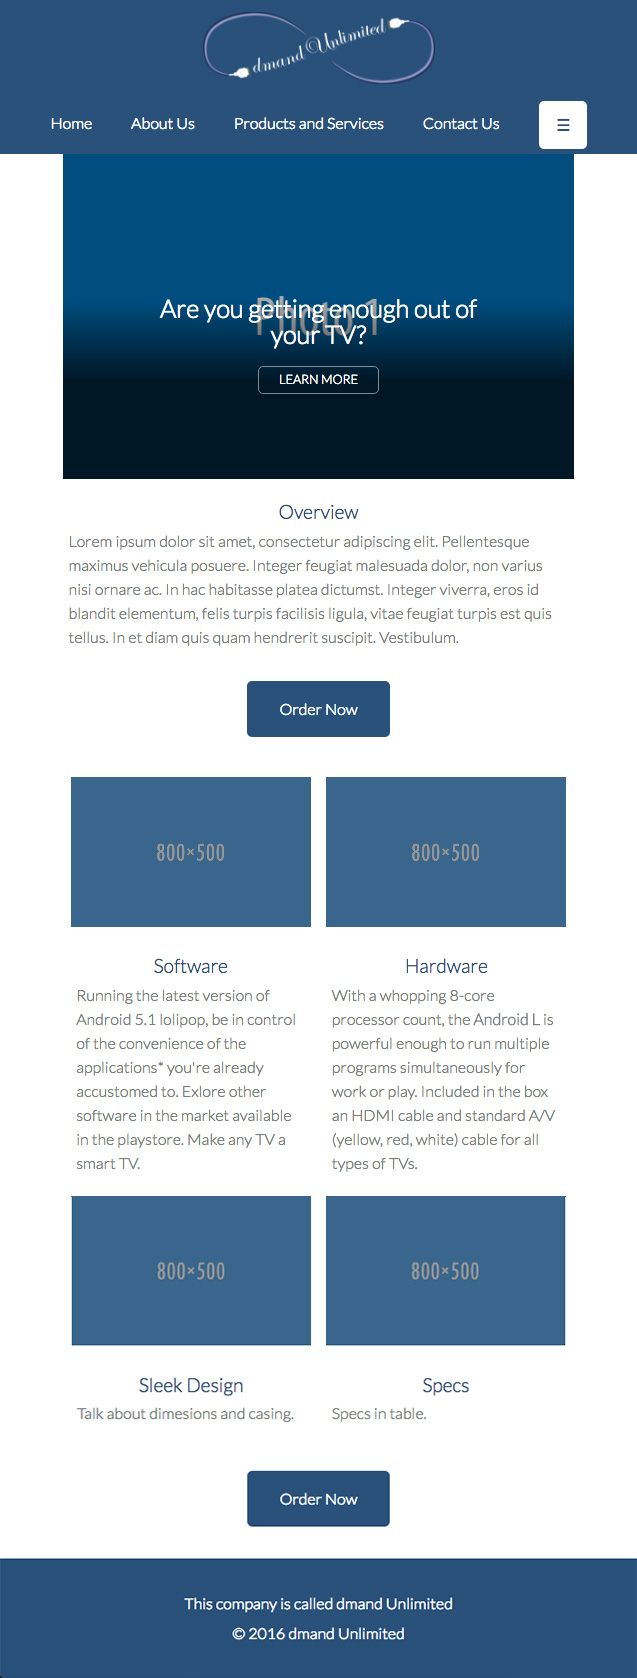 dmand Unlimited
Home About Us Products and Services Contact Us ☰
Photo 1
Are you getting enough out of
your TV?
LEARN MORE
Overview
Lorem ipsum dolor sit amet, consectetur adipiscing elit. Pellentesque
maximus vehicula posuere. Integer feugiat malesuada dolor, non varius
nisi ornare ac. In hac habitasse platea dictumst. Integer viverra, eros id
blandit elementum, felis turpis facilisis ligula, vitae feugiat turpis est quis
tellus. In et diam quis quam hendrerit suscipit. Vestibulum.
Order Now
800×500
800×500
Software
Running the latest version of
Android 5.1 lolipop, be in control
of the convenience of the
applications* you're already
accustomed to. Exlore other
software in the market available
in the playstore. Make any TV a
smart TV.
Hardware
With a whopping 8-core
processor count, the Android L is
powerful enough to run multiple
programs simultaneously for
work or play. Included in the box
an HDMI cable and standard A/V
(yellow, red, white) cable for all
types of TVs.
800×500
800×500
Sleek Design
Talk about dimesions and casing.
Specs
Specs in table.
Order Now
This company is called dmand Unlimited
© 2016 dmand Unlimited